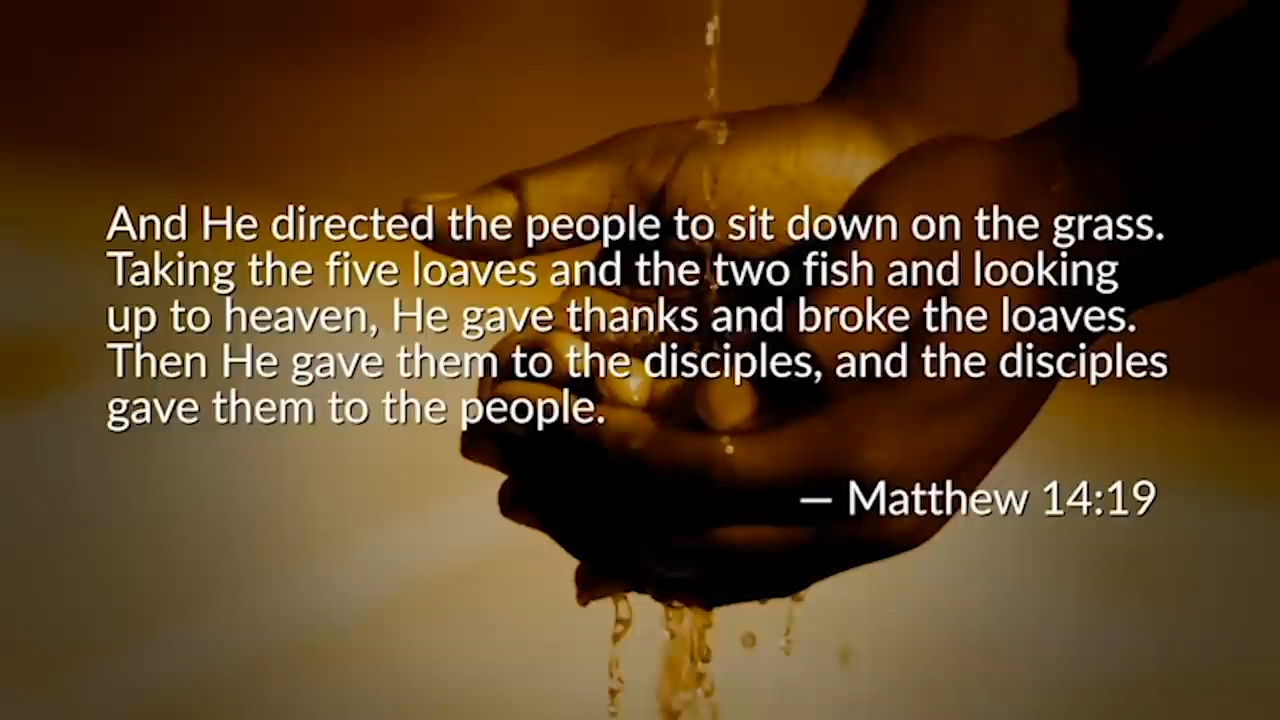 And He directed the people to sit down on the grass.
Taking the five loaves and the two fish and looking
up to heaven, He gave thanks and broke the loaves.
Then He gave them to the disciples, and the disciples
gave them to the people.
— Matthew 14:19